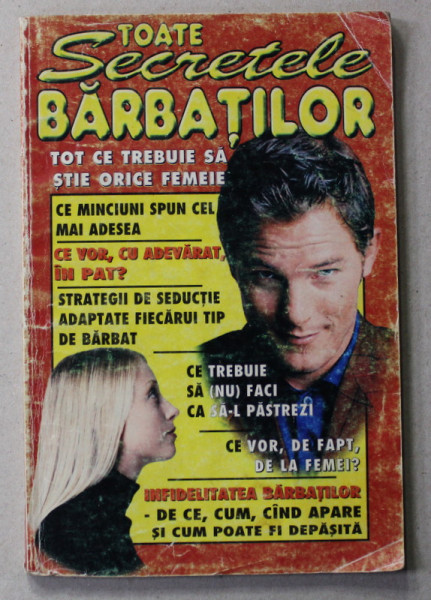 TOATE
Secretele
BĂRBAȚILOR
TOT CE TREBUIE SĂ
ȘTIE ORICE FEMEIE
CE MINCIUNI SPUN CEL
MAI ADESEA
CE VOR, CU ADEVĂRAT,
ÎN PAT?
STRATEGII DE SEDUCȚIE
ADAPTATE FIECĂRUI TIP
DE BĂRBAT
CE TREBUIE
SĂ (NU) FACI
CA SĂ-L PĂSTREZI
CE VOR, DE FAPT,
DE LA FEMEI?
INFIDELITATEA BĂRBAȚILOR
- DE CE, CUM, CÎND APARE
ȘI CUM POATE FI DEPĂȘITĂ